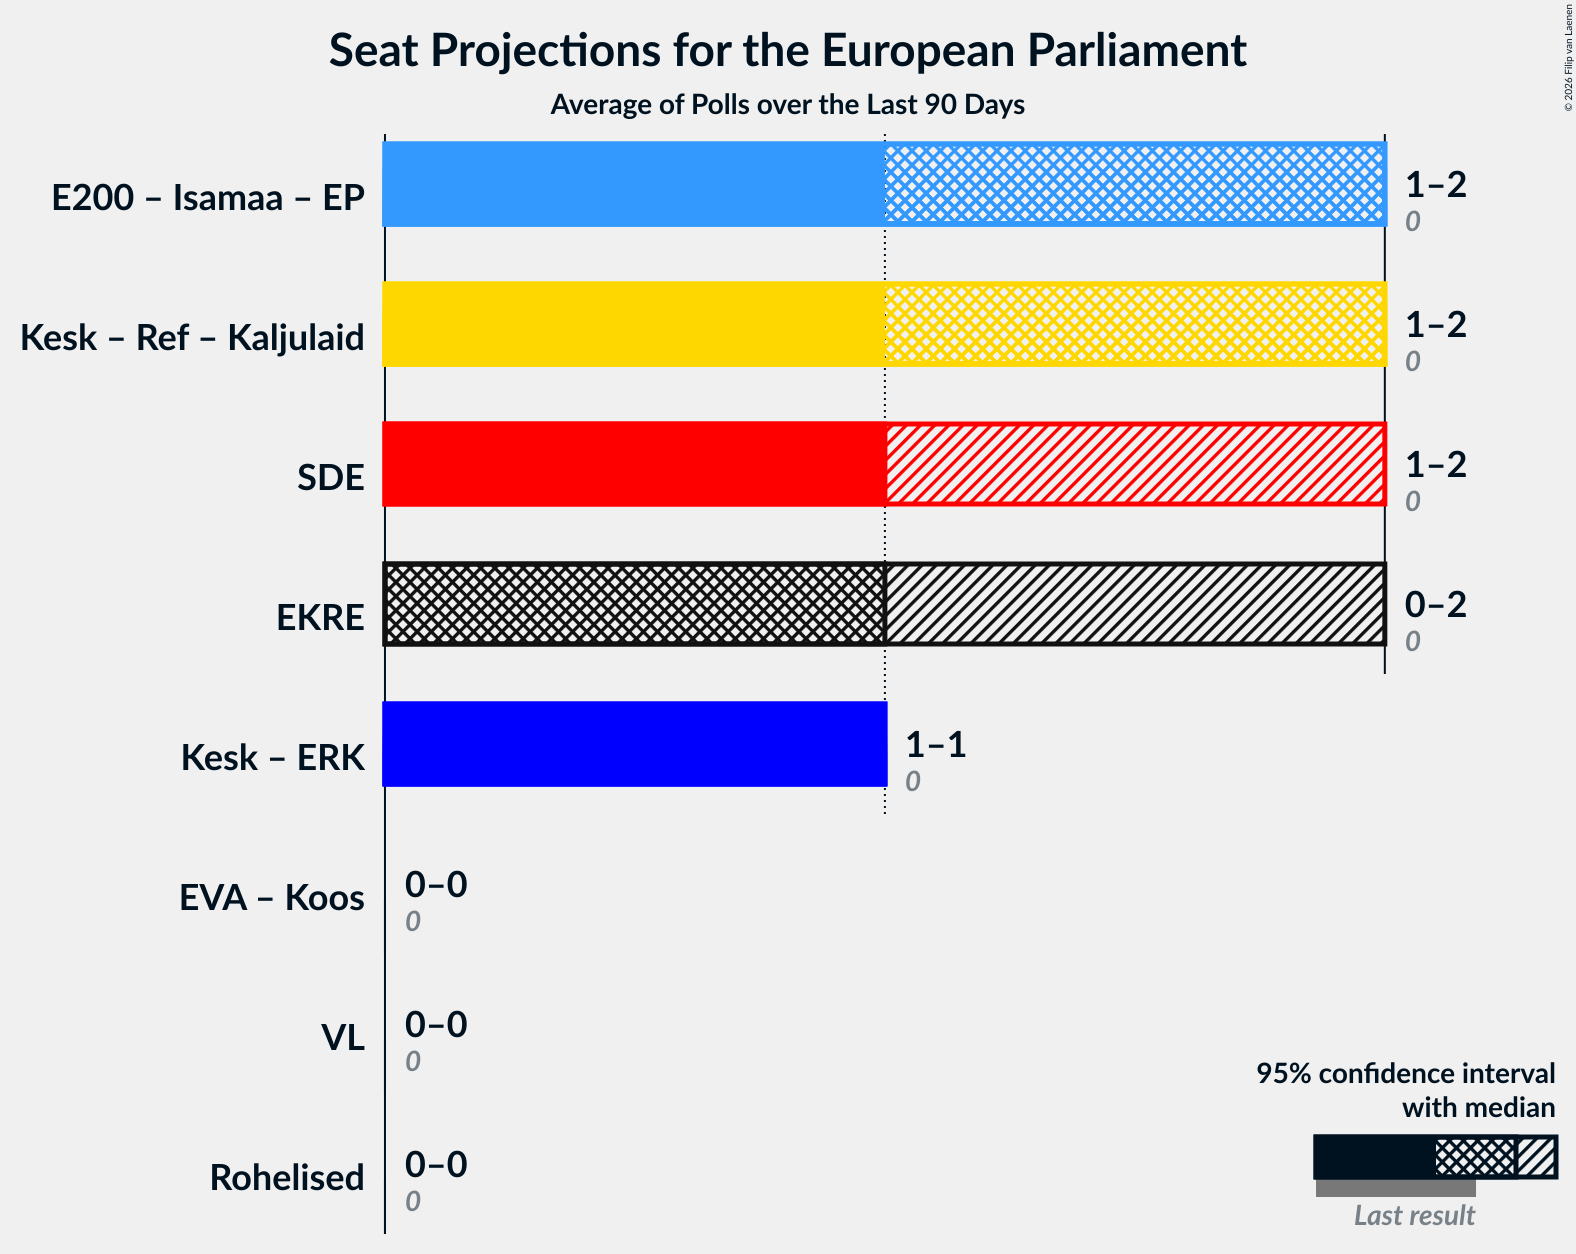 Seat Projections for the European Parliament
Average of Polls over the Last 90 Days
© 2026 Filip van Laenen
E200 – Isamaa – EP
1–2
0
Kesk – Ref – Kaljulaid
1–2
0
SDE
1–2
0
EKRE
0–2
0
Kesk – ERK
1–1
0
EVA – Koos
0–0
0
VL
0–0
0
Rohelised
0–0
0
95% confidence interval
with median
Last result